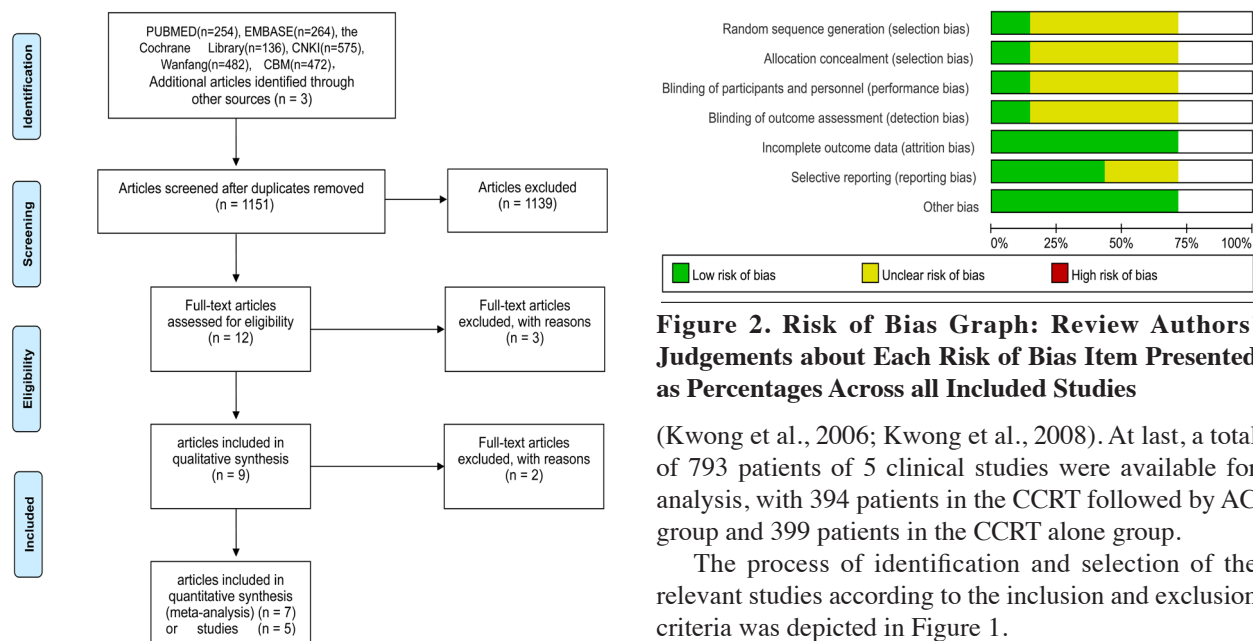 Identification
PUBMED(n=254), EMBASE(n=264), the
Cochrane Library(n=136), CNKI(n=575),
Wanfang(n=482), CBM(n=472),
Additional articles identified through
other sources (n = 3)
Screening
Articles screened after duplicates removed
(n = 1151)
Articles excluded
(n = 1139)
Eligibility
Full-text articles
assessed for eligibility
(n = 12)
Full-text articles
excluded, with reasons
(n = 3)
articles included in
qualitative synthesis
(n = 9)
Full-text articles
excluded, with reasons
(n = 2)
Included
articles included in
quantitative synthesis
(meta-analysis) (n = 7)
or studies (n = 5)
Random sequence generation (selection bias)
Allocation concealment (selection bias)
Blinding of participants and personnel (performance bias)
Blinding of outcome assessment (detection bias)
Incomplete outcome data (attrition bias)
Selective reporting (reporting bias)
Other bias
0% 25% 50% 75% 100%
Low risk of bias Unclear risk of bias High risk of bias
Figure 2. Risk of Bias Graph: Review Authors'
Judgements about Each Risk of Bias Item Presented
as Percentages Across all Included Studies
(Kwong et al., 2006; Kwong et al., 2008). At last, a total
of 793 patients of 5 clinical studies were available for
analysis, with 394 patients in the CCRT followed by AC
group and 399 patients in the CCRT alone group.
The process of identification and selection of the
relevant studies according to the inclusion and exclusion
criteria was depicted in Figure 1.